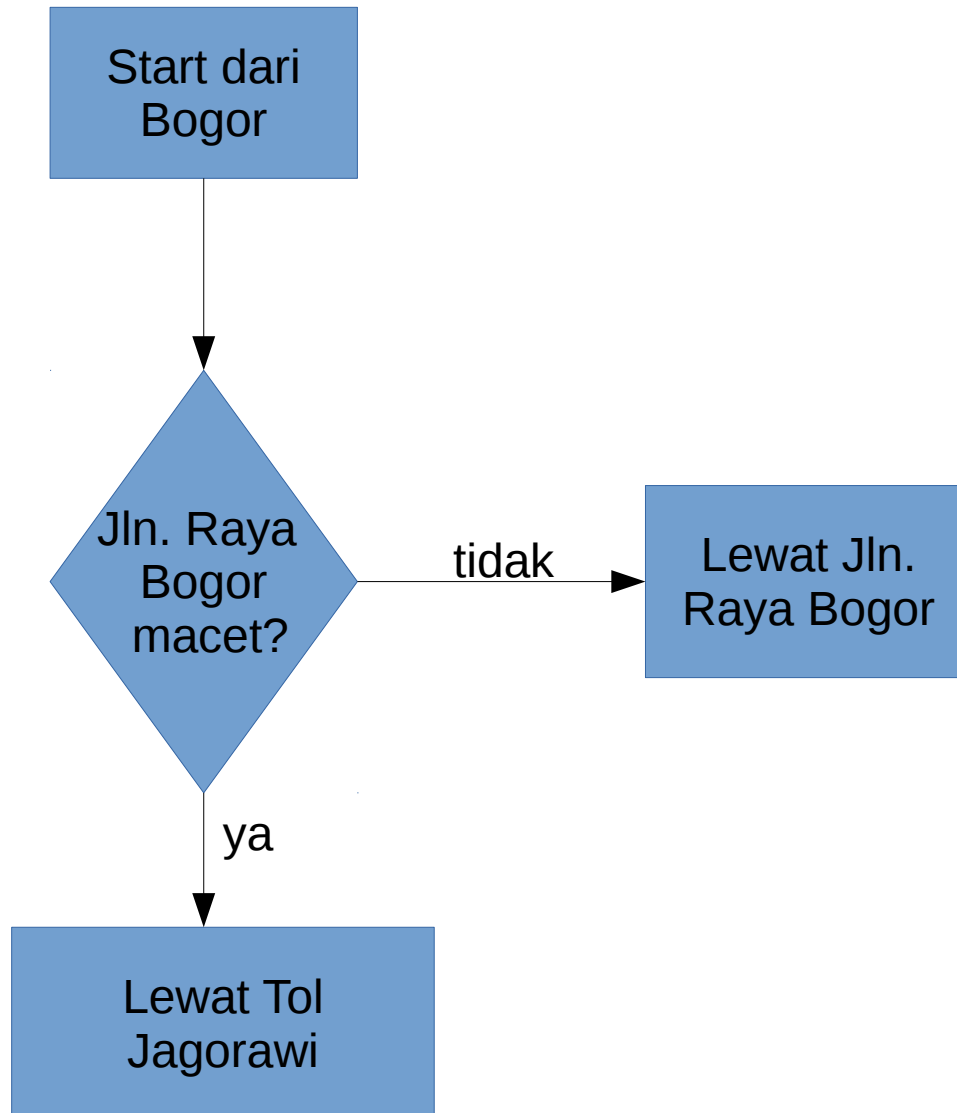 Start dari
Bogor
Jln. Raya
Bogor
macet?
tidak
Lewat Jln.
Raya Bogor
ya
Lewat Tol
Jagorawi